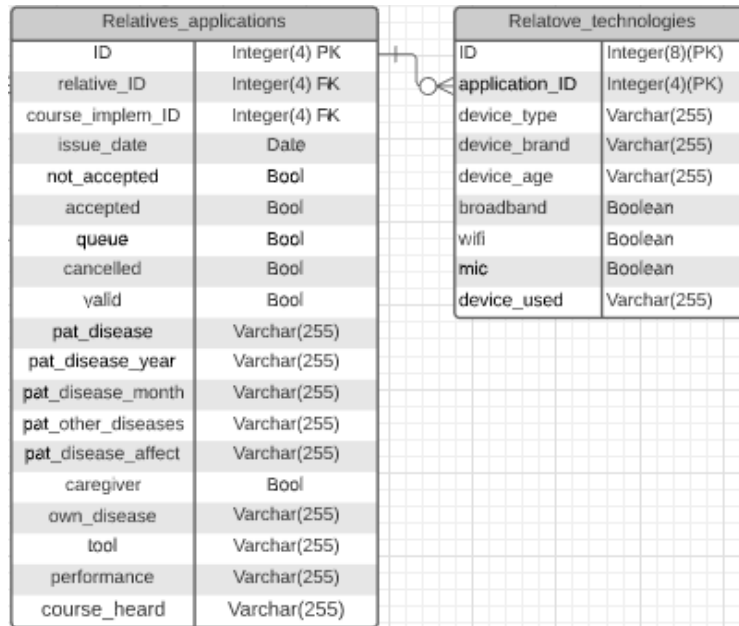 Relatives_applications
ID Integer(4) PK
relative_ID Integer(4) FK
course_implem_ID Integer(4) FK
issue_date Date
not_accepted Bool
accepted Bool
queue Bool
cancelled Bool
valid Bool
pat_disease Varchar(255)
pat_disease_year Varchar(255)
pat_disease_month Varchar(255)
pat_other_diseases Varchar(255)
pat_disease_affect Varchar(255)
caregiver Bool
own_disease Varchar(255)
tool Varchar(255)
performance Varchar(255)
course_heard Varchar(255)
Relatove_technologies
ID Integer(8)(PK)
application_ID Integer(4)(PK)
device_type Varchar(255)
device_brand Varchar(255)
device_age Varchar(255)
broadband Boolean
wifi Boolean
mic Boolean
device_used Varchar(255)